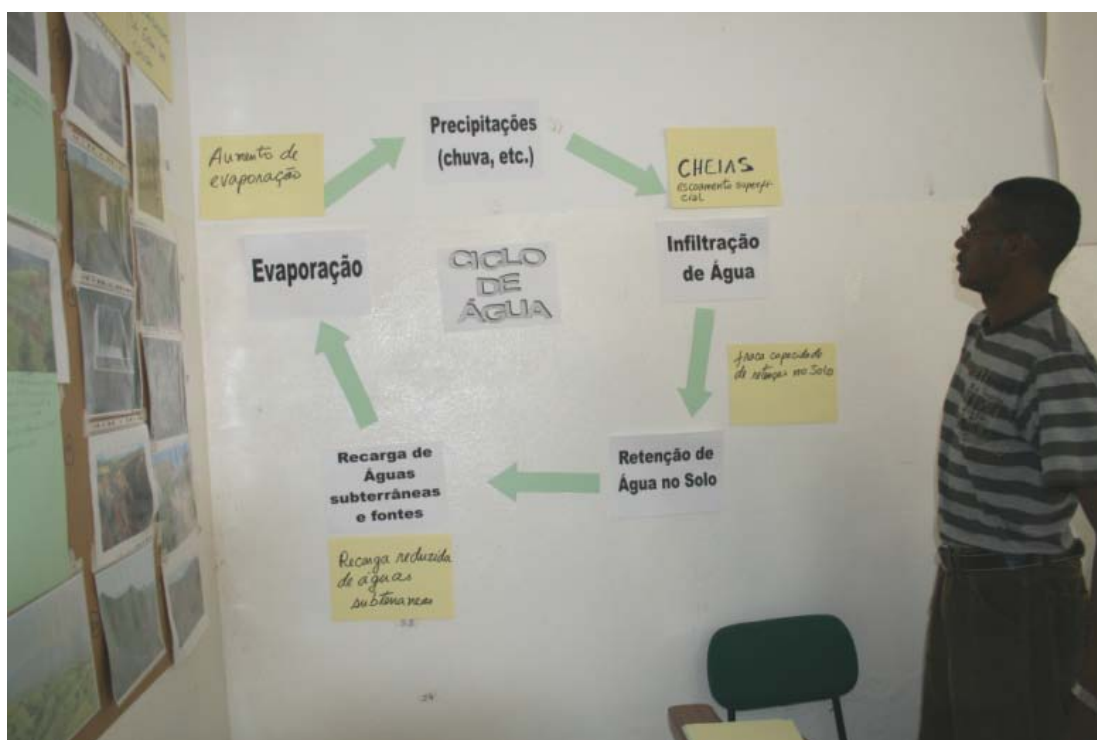 Aumento de
evaporação
Precipitações
(chuva, etc.)
CHEIAS
escoamento superfi-
cial
Evaporação
CICLO
DE
ÁGUA
Infiltração
de Água
fraca capacidade
de retenção no Solo
Recarga de
Águas
subterrâneas
e fontes
Retenção de
Água no Solo
Recarga reduzida
de águas